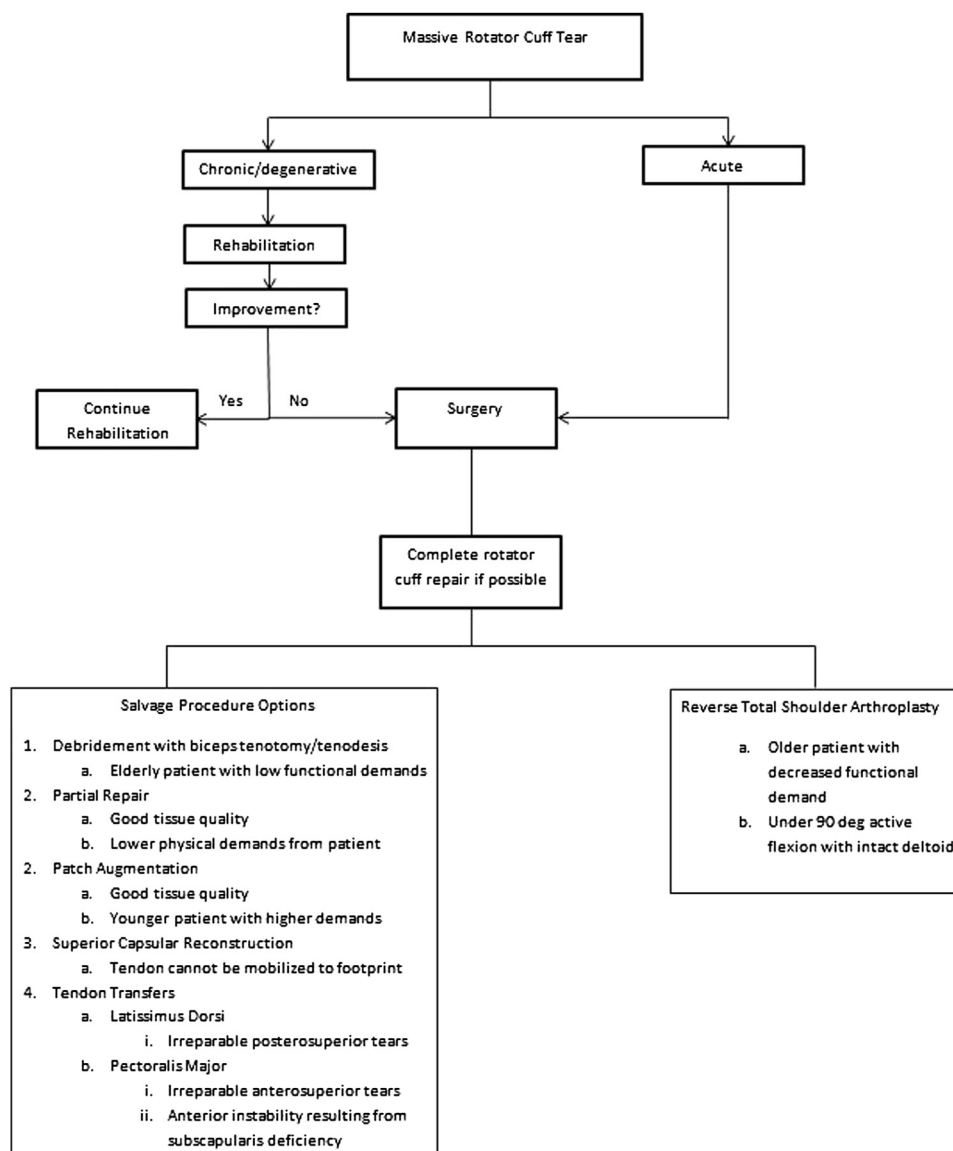 Massive Rotator Cuff Tear
Chronic/degenerative
Acute
Rehabilitation
Improvement?
Yes
No
Continue
Rehabilitation
Surgery
Complete rotator
cuff repair if possible
Salvage Procedure Options
1. Debridement with biceps tenotomy/tenodesis
a. Elderly patient with low functional demands
2. Partial Repair
a. Good tissue quality
b. Lower physical demands from patient
2. Patch Augmentation
a. Good tissue quality
b. Younger patient with higher demands
3. Superior Capsular Reconstruction
a. Tendon cannot be mobilized to footprint
4. Tendon Transfers
a. Latissimus Dorsi
i. Irreparable posterosuperior tears
b. Pectoralis Major
i. Irreparable anterosuperior tears
ii. Anterior instability resulting from
subscapularis deficiency
Reverse Total Shoulder Arthroplasty
a. Older patient with
decreased functional
demand
b. Under 90 deg active
flexion with intact deltoid